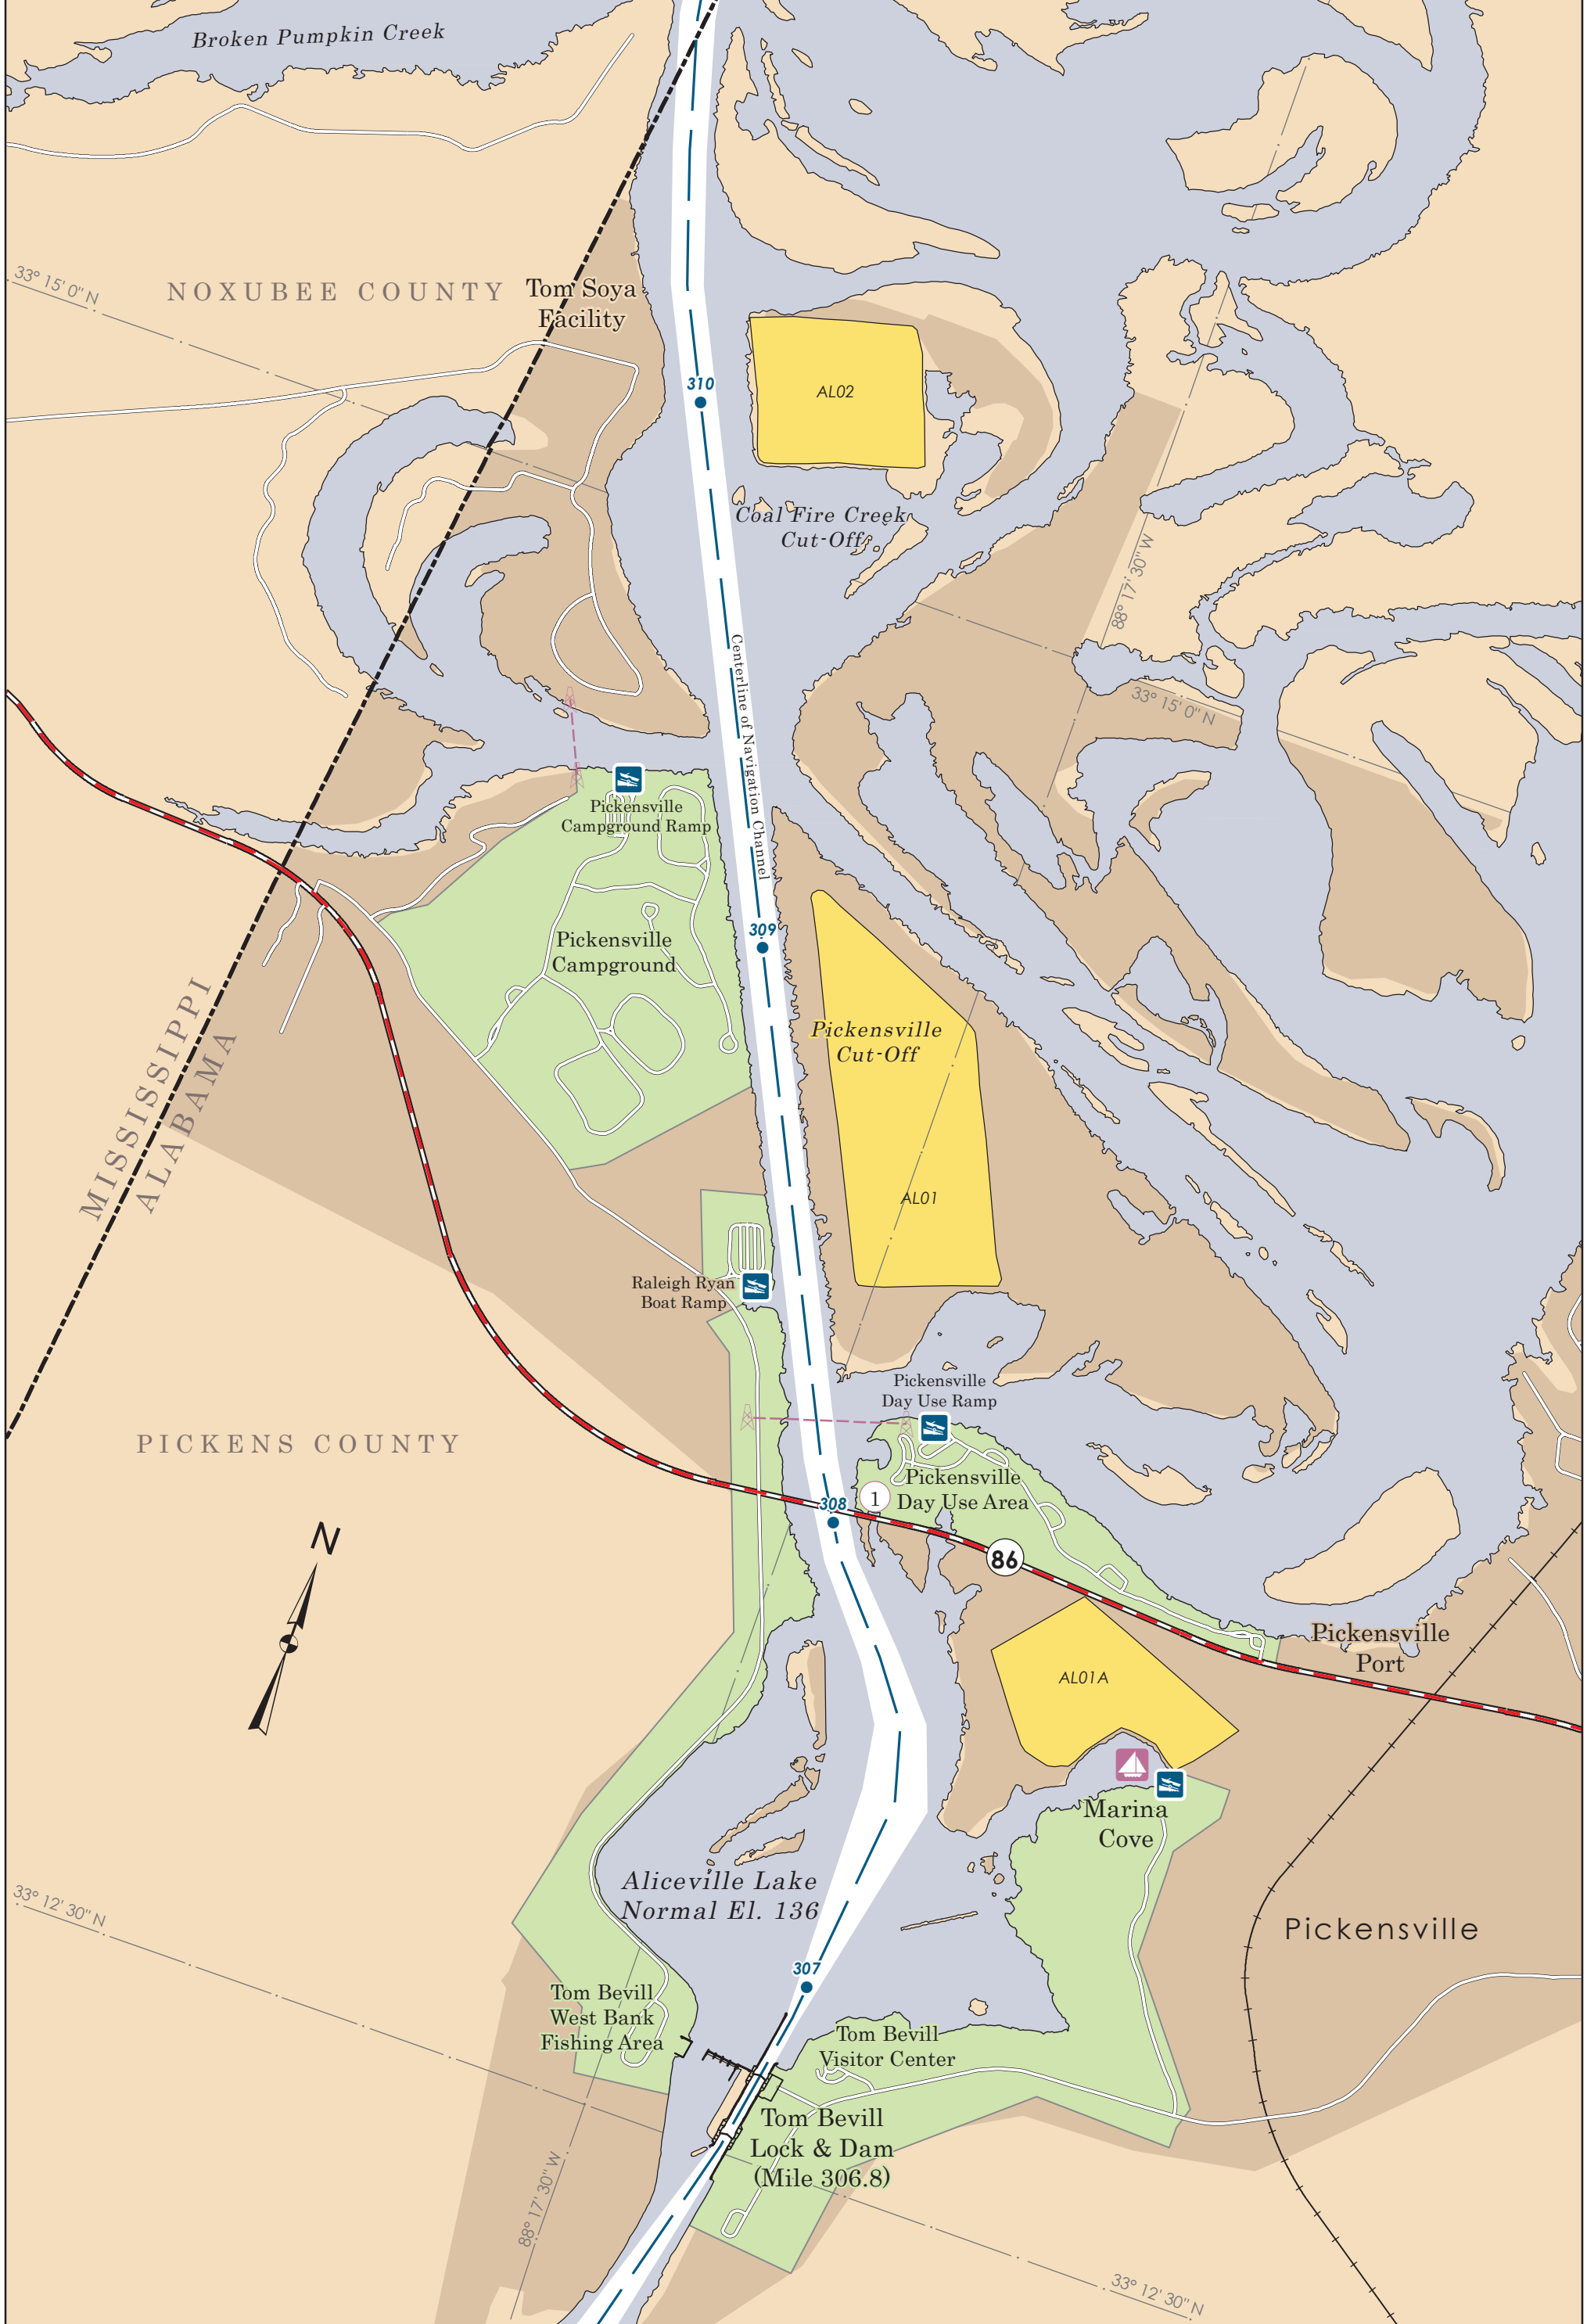 Broken Pumpkin Creek
33° 15' 0" N
NOXUBEE COUNTY
Tom Soya
Facility
310
AL02
Coal Fire Creek
Cut-Off
88° 17' 30" W
33° 15' 0" N
Centerline of Navigation Channel
Pickensville
Campground Ramp
309
Pickensville
Campground
Pickensville
Cut-Off
MISSISSIPPI
ALABAMA
AL01
Raleigh Ryan
Boat Ramp
Pickensville
Day Use Ramp
PICKENS COUNTY
Pickensville
Day Use Area
1
308
N
86
Pickensville
Port
AL01A
Marina
Cove
Aliceville Lake
Normal El. 136
33° 12' 30" N
Pickensville
307
Tom Bevill
West Bank
Fishing Area
Tom Bevill
Visitor Center
Tom Bevill
Lock & Dam
(Mile 306.8)
88° 17' 30" W
33° 12' 30" N